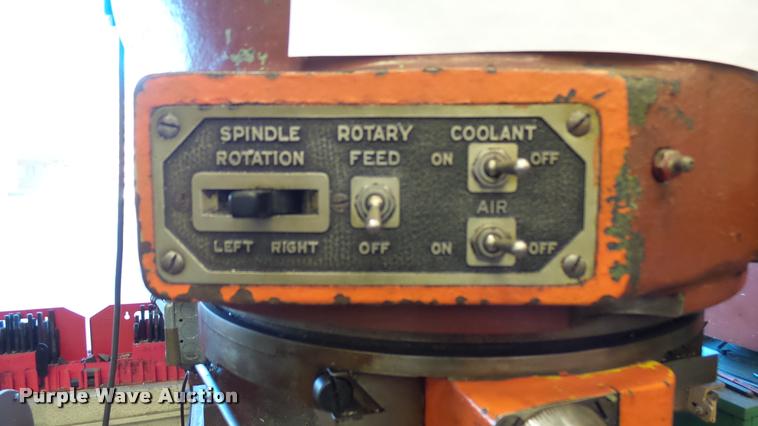 SPINDLE
ROTATION
LEFT RIGHT
ROTARY
FEED
OFF
COOLANT
ON OFF
AIR
ON OFF
Purple Wave Auction